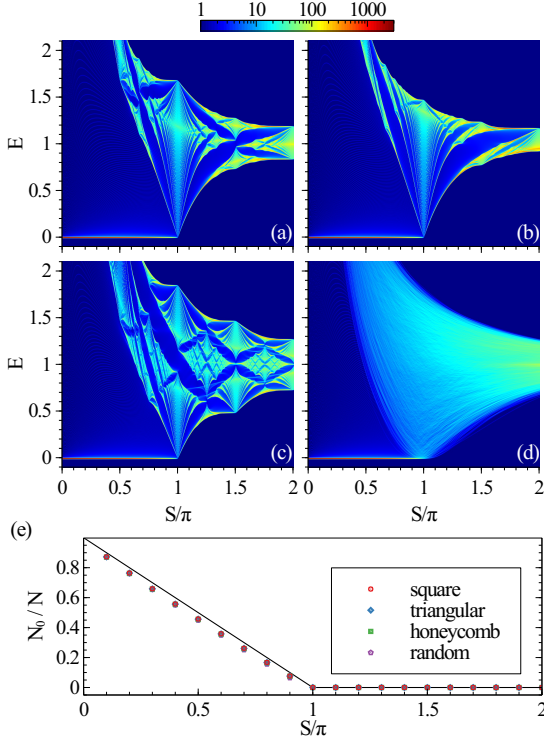 1 10 100 1000
2
1.5
1
0.5
0
E
(a)
(b)
2
1.5
1
0.5
0
E
(c)
(d)
0 0.5 1 1.5 2 0 0.5 1 1.5 2
S/π S/π
(e)
0.8
0.6
0.4
0.2
0
N₀ / N
square
triangular
honeycomb
random
0 0.5 1 1.5 2
S/π